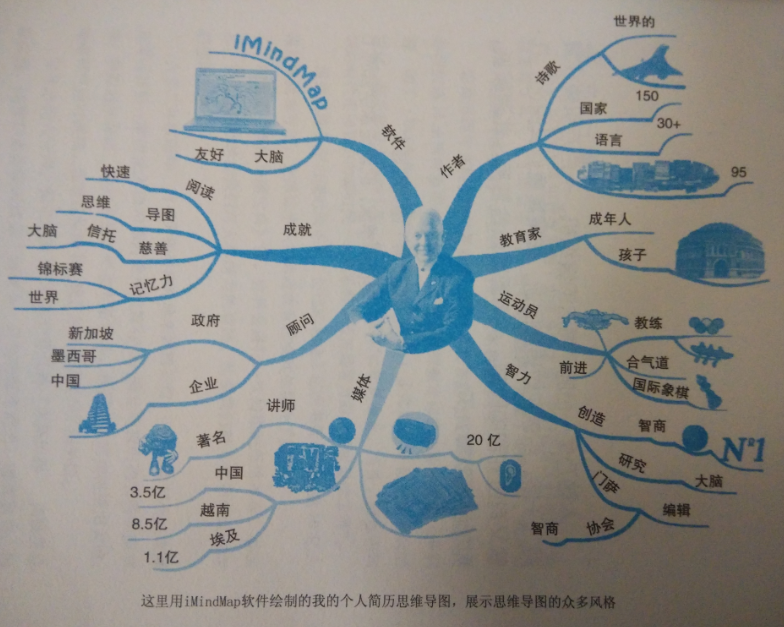 iMindMap
友好 大脑
软件
作者
诗歌
世界的
150
国家
30+
语言
95
教育家
成年人
孩子
运动员
教练
合气道
国际象棋
前进
智力
创造
智商
Nº1
研究
大脑
门萨
编辑
协会
智商
媒体
20 亿
讲师
著名
中国
3.5亿
越南
8.5亿
埃及
1.1亿
顾问
政府
新加坡
墨西哥
中国
企业
成就
阅读
快速
思维
导图
大脑
信托
慈善
锦标赛
记忆力
世界
这里用iMindMap软件绘制的我的个人简历思维导图，展示思维导图的众多风格